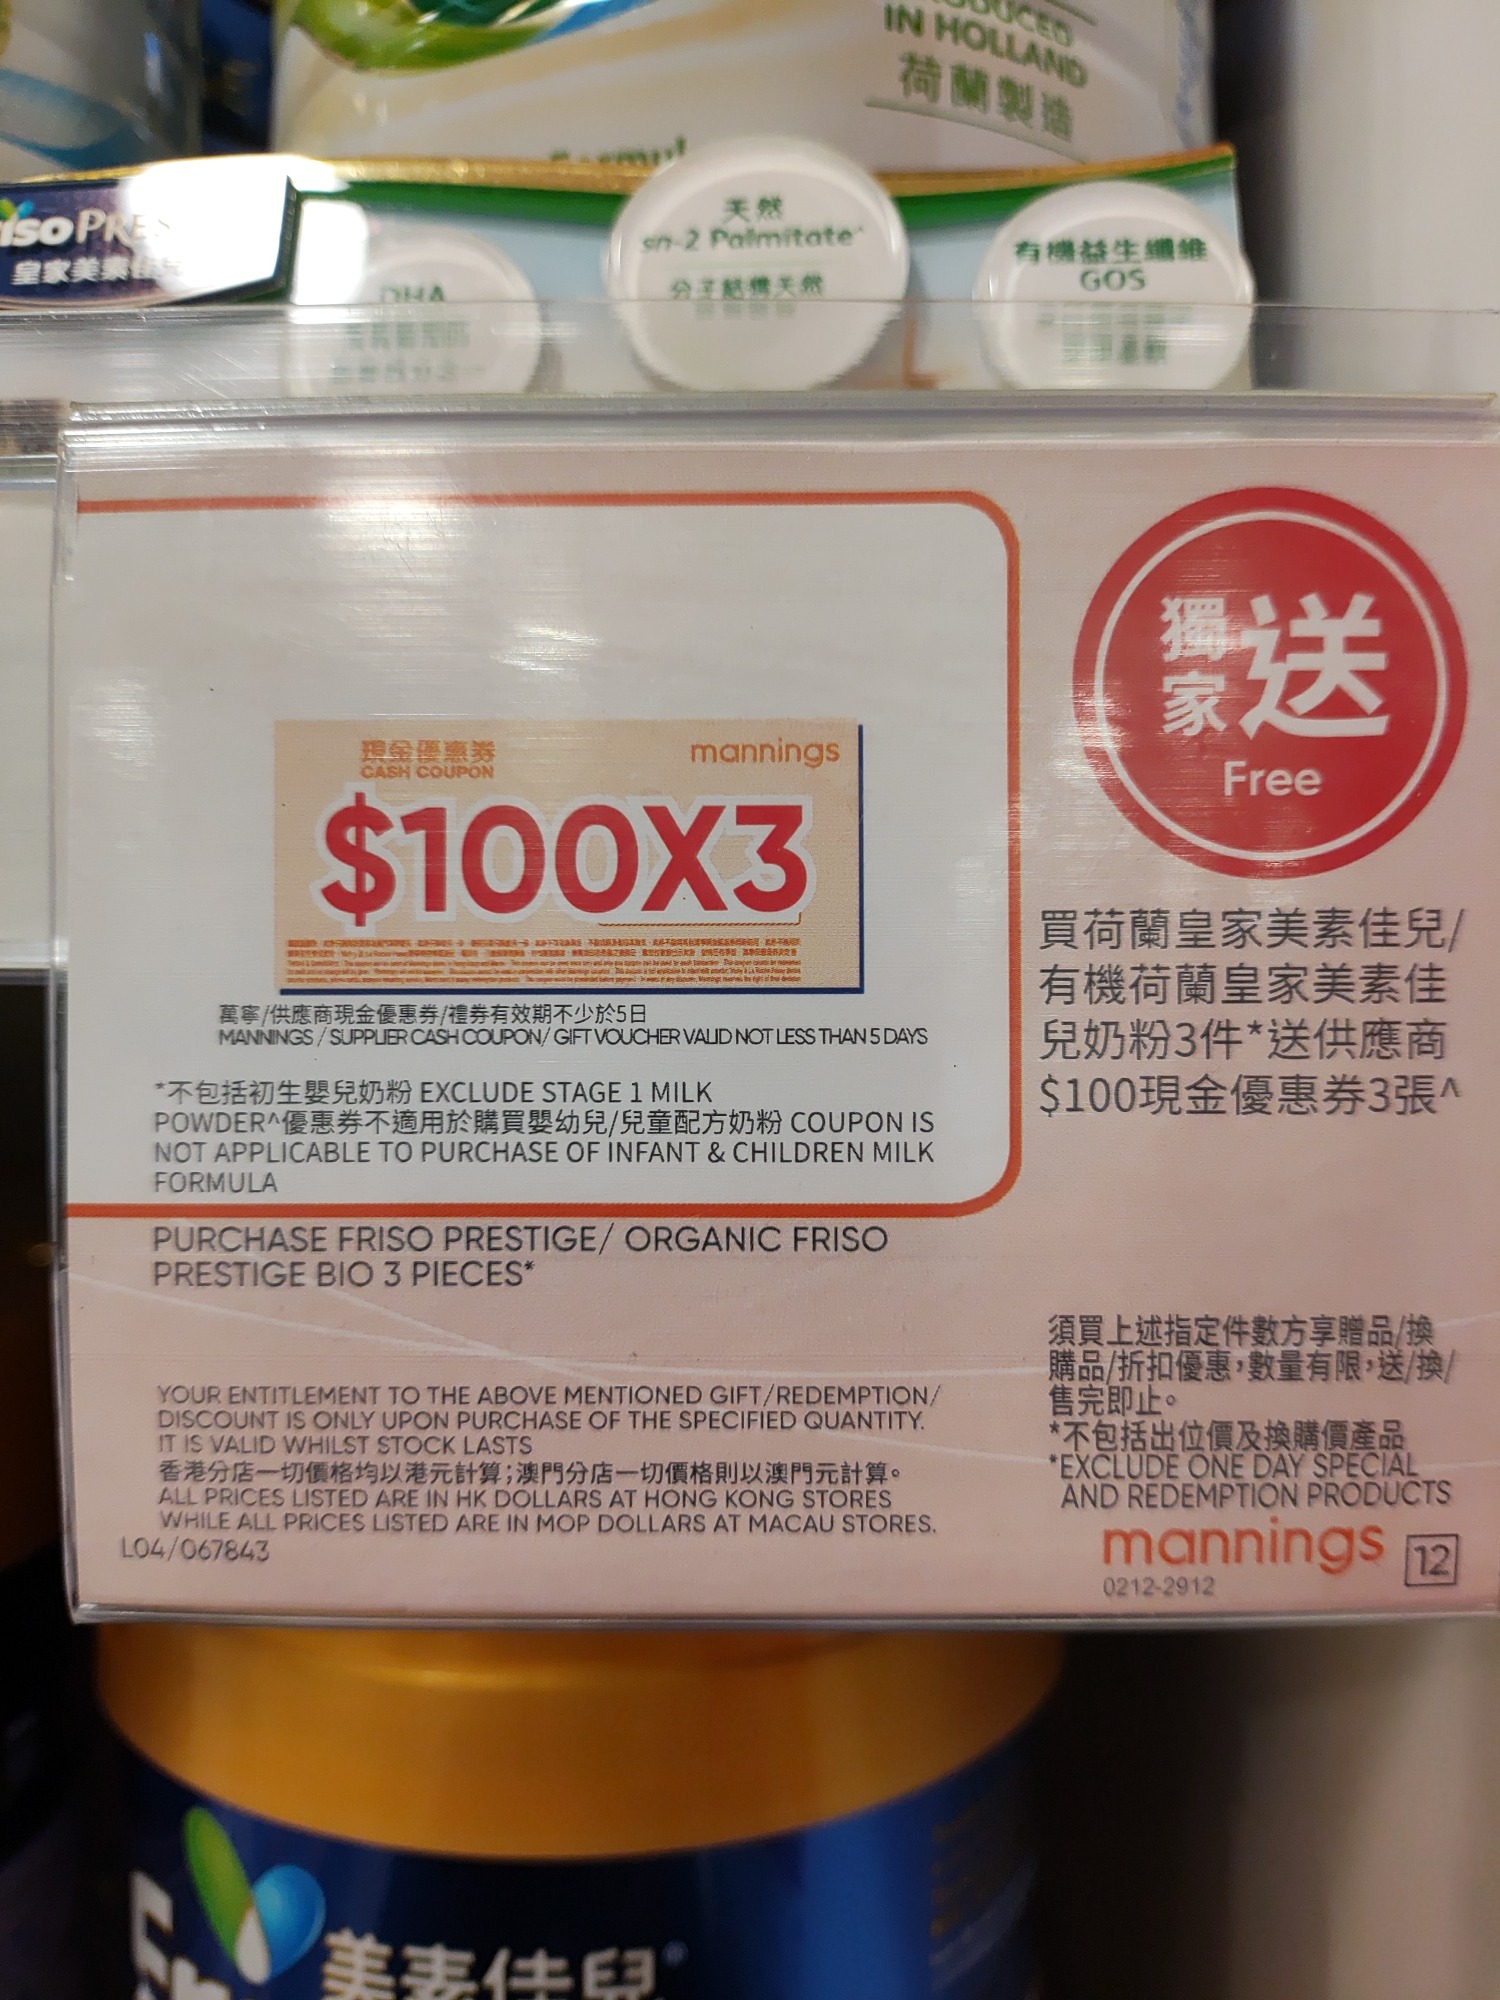 PRODUCED
IN HOLLAND
荷蘭製造
天然
sn-2 Palmitate
分子結構天然
有機益生纖維
GOS
DHA
皇家美素佳兒
獨家送
Free
現金優惠券
CASH COUPON
mannings
$100X3
萬寧/供應商現金優惠券/禮券有效期不少於5日
MANNINGS / SUPPLIER CASH COUPON/ GIFT VOUCHER VALID NOT LESS THAN 5 DAYS
*不包括初生嬰兒奶粉 EXCLUDE STAGE 1 MILK
POWDER^優惠券不適用於購買嬰幼兒/兒童配方奶粉 COUPON IS
NOT APPLICABLE TO PURCHASE OF INFANT & CHILDREN MILK
FORMULA
買荷蘭皇家美素佳兒/
有機荷蘭皇家美素佳
兒奶粉3件*送供應商
$100現金優惠券3張^
PURCHASE FRISO PRESTIGE/ ORGANIC FRISO
PRESTIGE BIO 3 PIECES*
須買上述指定件數方享贈品/換
購品/折扣優惠，數量有限，送/換/
售完即止。
*不包括出位價及換購價產品
*EXCLUDE ONE DAY SPECIAL
AND REDEMPTION PRODUCTS
YOUR ENTITLEMENT TO THE ABOVE MENTIONED GIFT/REDEMPTION/
DISCOUNT IS ONLY UPON PURCHASE OF THE SPECIFIED QUANTITY.
IT IS VALID WHILST STOCK LASTS
香港分店一切價格均以港元計算；澳門分店一切價格則以澳門元計算。
ALL PRICES LISTED ARE IN HK DOLLARS AT HONG KONG STORES
WHILE ALL PRICES LISTED ARE IN MOP DOLLARS AT MACAU STORES.
L04/067843
mannings 12
0212-2912
美素佳兒